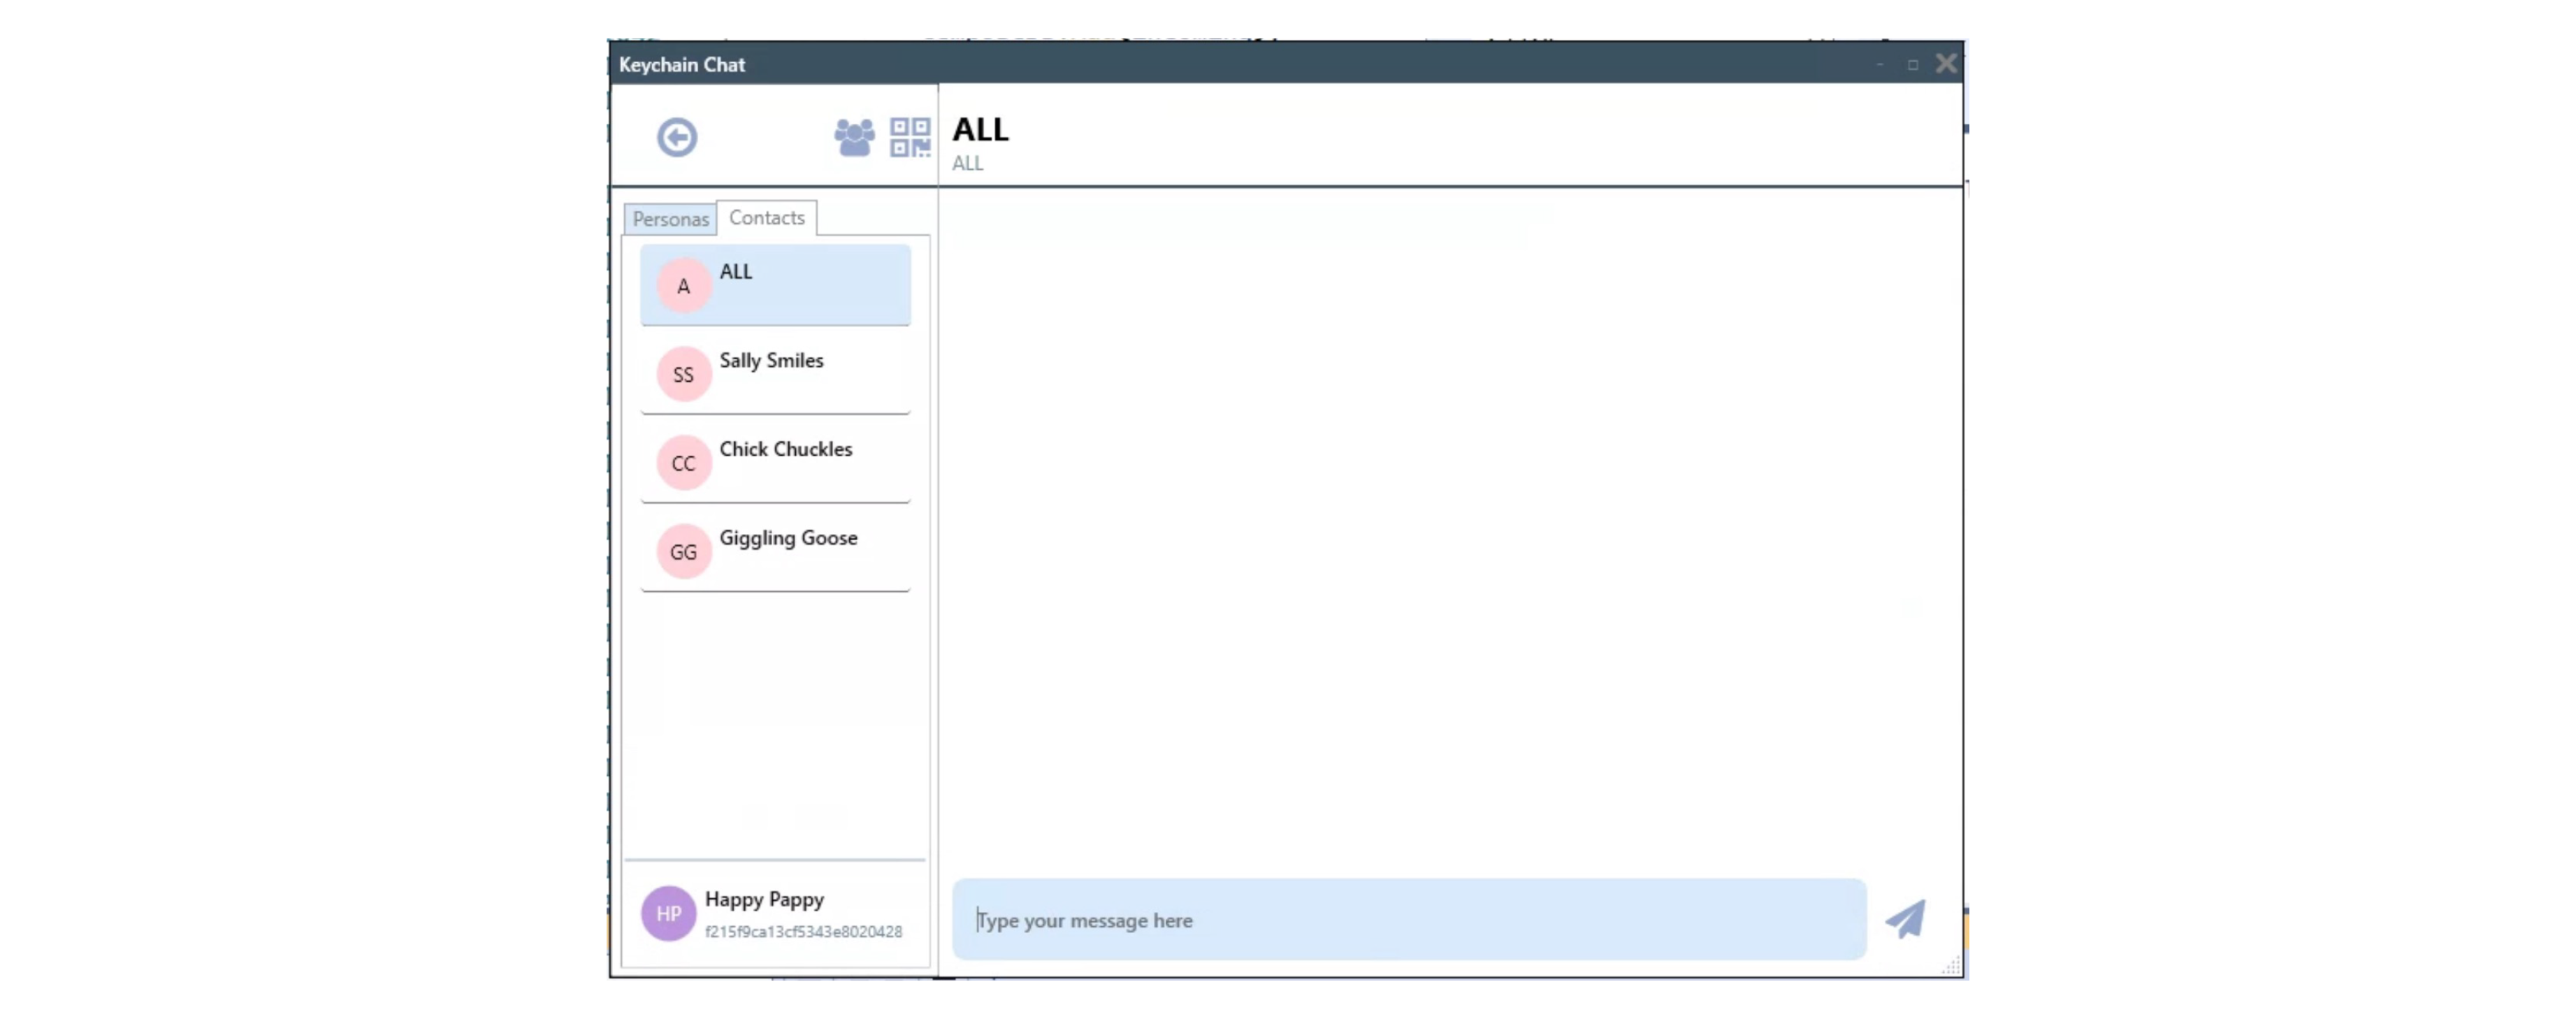 Keychain Chat
ALL
ALL
Personas
Contacts
A
ALL
SS
Sally Smiles
CC
Chick Chuckles
GG
Giggling Goose
HP
Happy Pappy
f215f9ca13cf5343e8020428
Type your message here